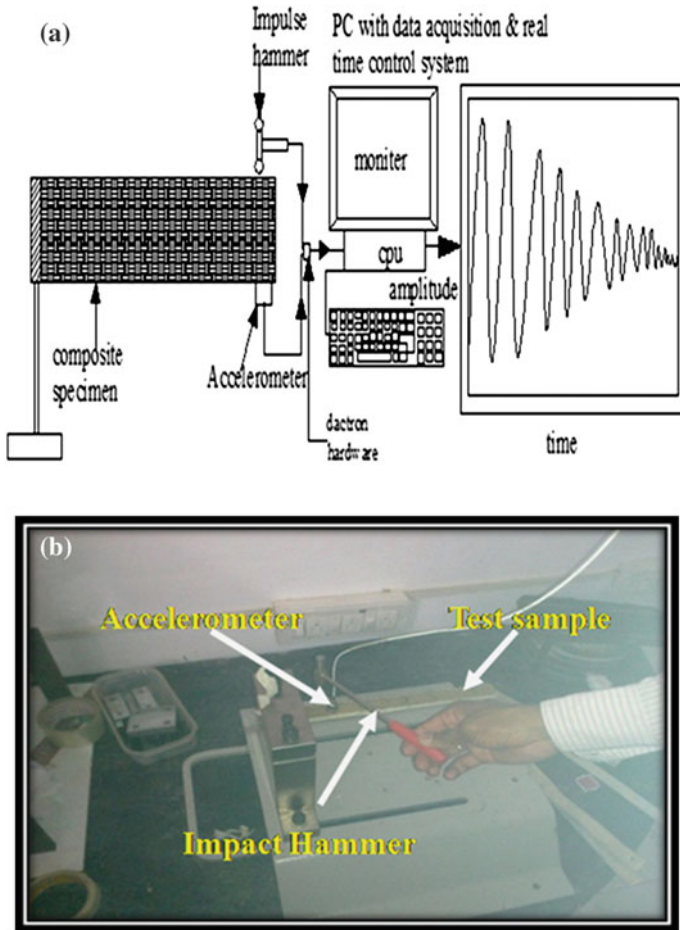 (a)
Impulse
hammer
PC with data acquisition & real
time control system
moniter
cpu
amplitude
composite
specimen
Accelerometer
dactron
hardware
time
(b)
Accelerometer
Test sample
Impact Hammer